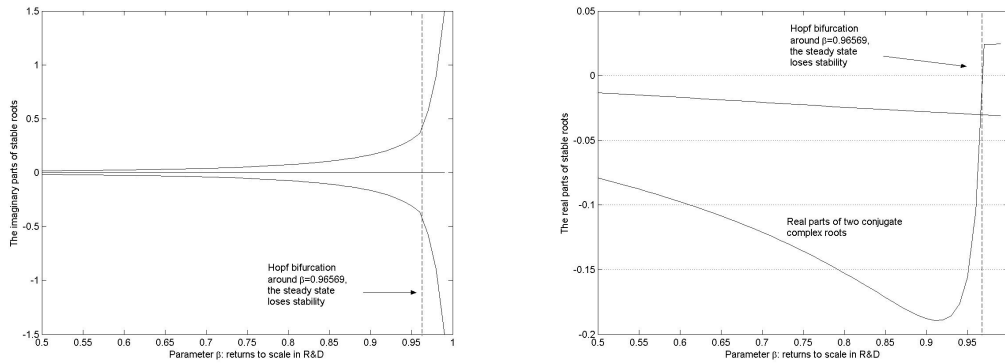 1.5
1
0.5
0
-0.5
-1
-1.5
The imaginary parts of stable roots
Hopf bifurcation
around β=0.96569,
the steady state
loses stability
0.5 0.55 0.6 0.65 0.7 0.75 0.8 0.85 0.9 0.95 1
Parameter β: returns to scale in R&D
0.05
0
-0.05
-0.1
-0.15
-0.2
The real parts of stable roots
Hopf bifurcation
around β=0.96569,
the steady state
loses stability
Real parts of two conjugate
complex roots
0.5 0.55 0.6 0.65 0.7 0.75 0.8 0.85 0.9 0.95
Parameter β: returns to scale in R&D